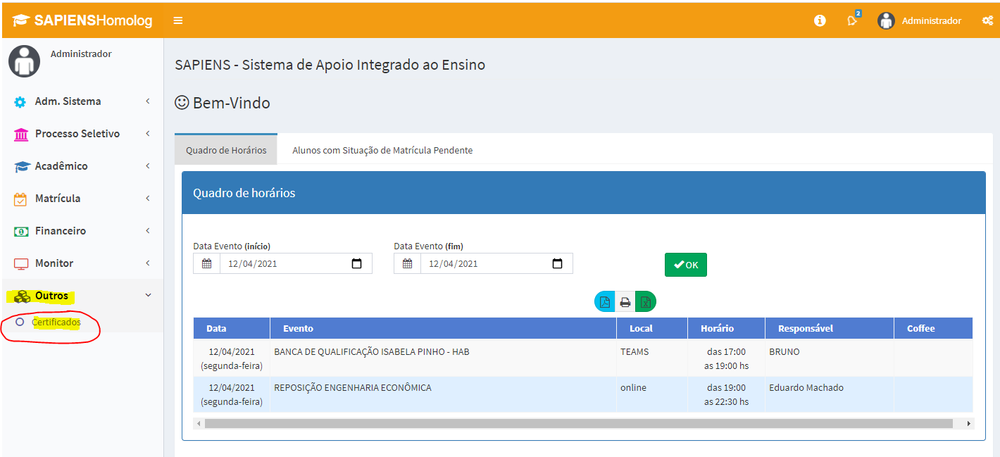 SAPIENSHomolog
2
Administrador
Administrador
Adm. Sistema
Processo Seletivo
Acadêmico
Matrícula
Financeiro
Monitor
Outros
Certificados
SAPIENS - Sistema de Apoio Integrado ao Ensino
Bem-Vindo
Quadro de Horários
Alunos com Situação de Matrícula Pendente
Quadro de horários
Data Evento (início)
12/04/2021
Data Evento (fim)
12/04/2021
OK
Data Evento Local Horário Responsável Coffee
12/04/2021 BANCA DE QUALIFICAÇÃO ISABELA PINHO - HAB TEAMS das 17:00 BRUNO
(segunda-feira) as 19:00 hs
12/04/2021 REPOSIÇÃO ENGENHARIA ECONÔMICA online das 19:00 Eduardo Machado
(segunda-feira) as 22:30 hs